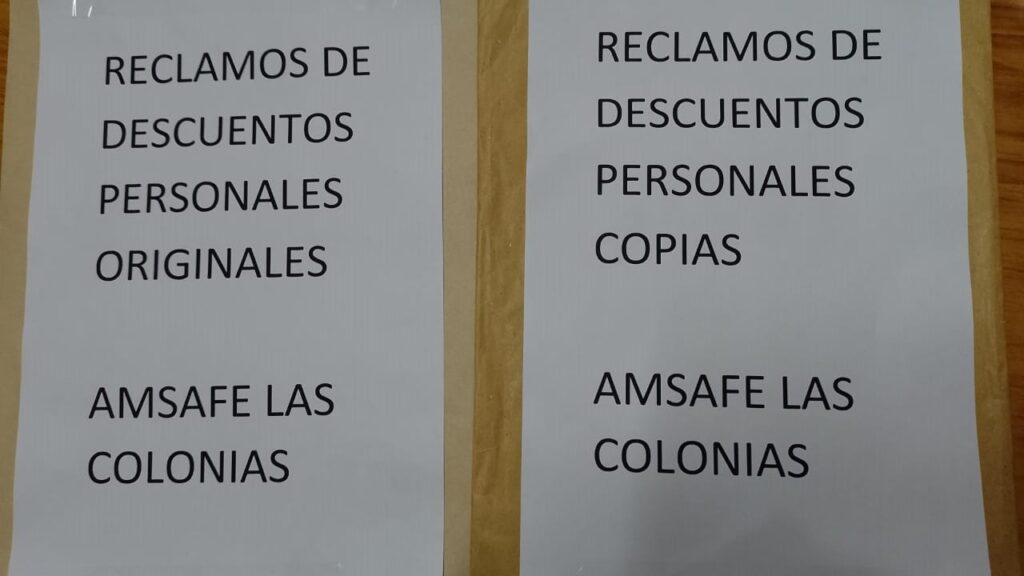 RECLAMOS DE
DESCUENTOS
PERSONALES
ORIGINALES
AMSAFE LAS
COLONIAS
RECLAMOS DE
DESCUENTOS
PERSONALES
COPIAS
AMSAFE LAS
COLONIAS